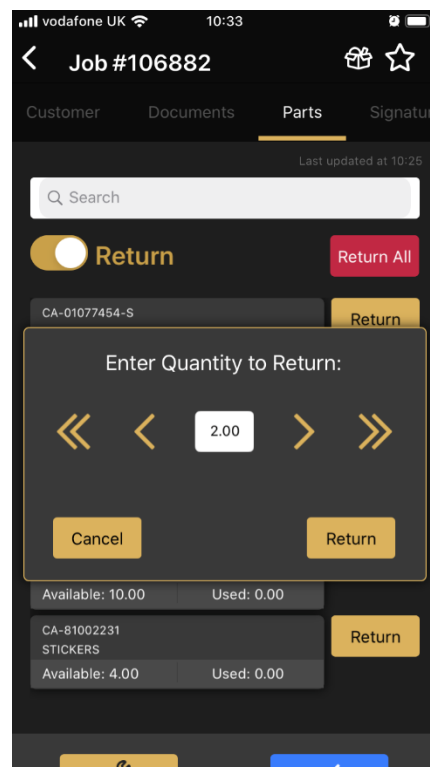 vodafone UK 10:33
Job #106882
Customer Documents Parts Signatu
Last updated at 10:25
Search
Return Return All
CA-01077454-S Return
Enter Quantity to Return:
2.00
Cancel Return
Available: 10.00 Used: 0.00
CA-81002231 Return
STICKERS
Available: 4.00 Used: 0.00